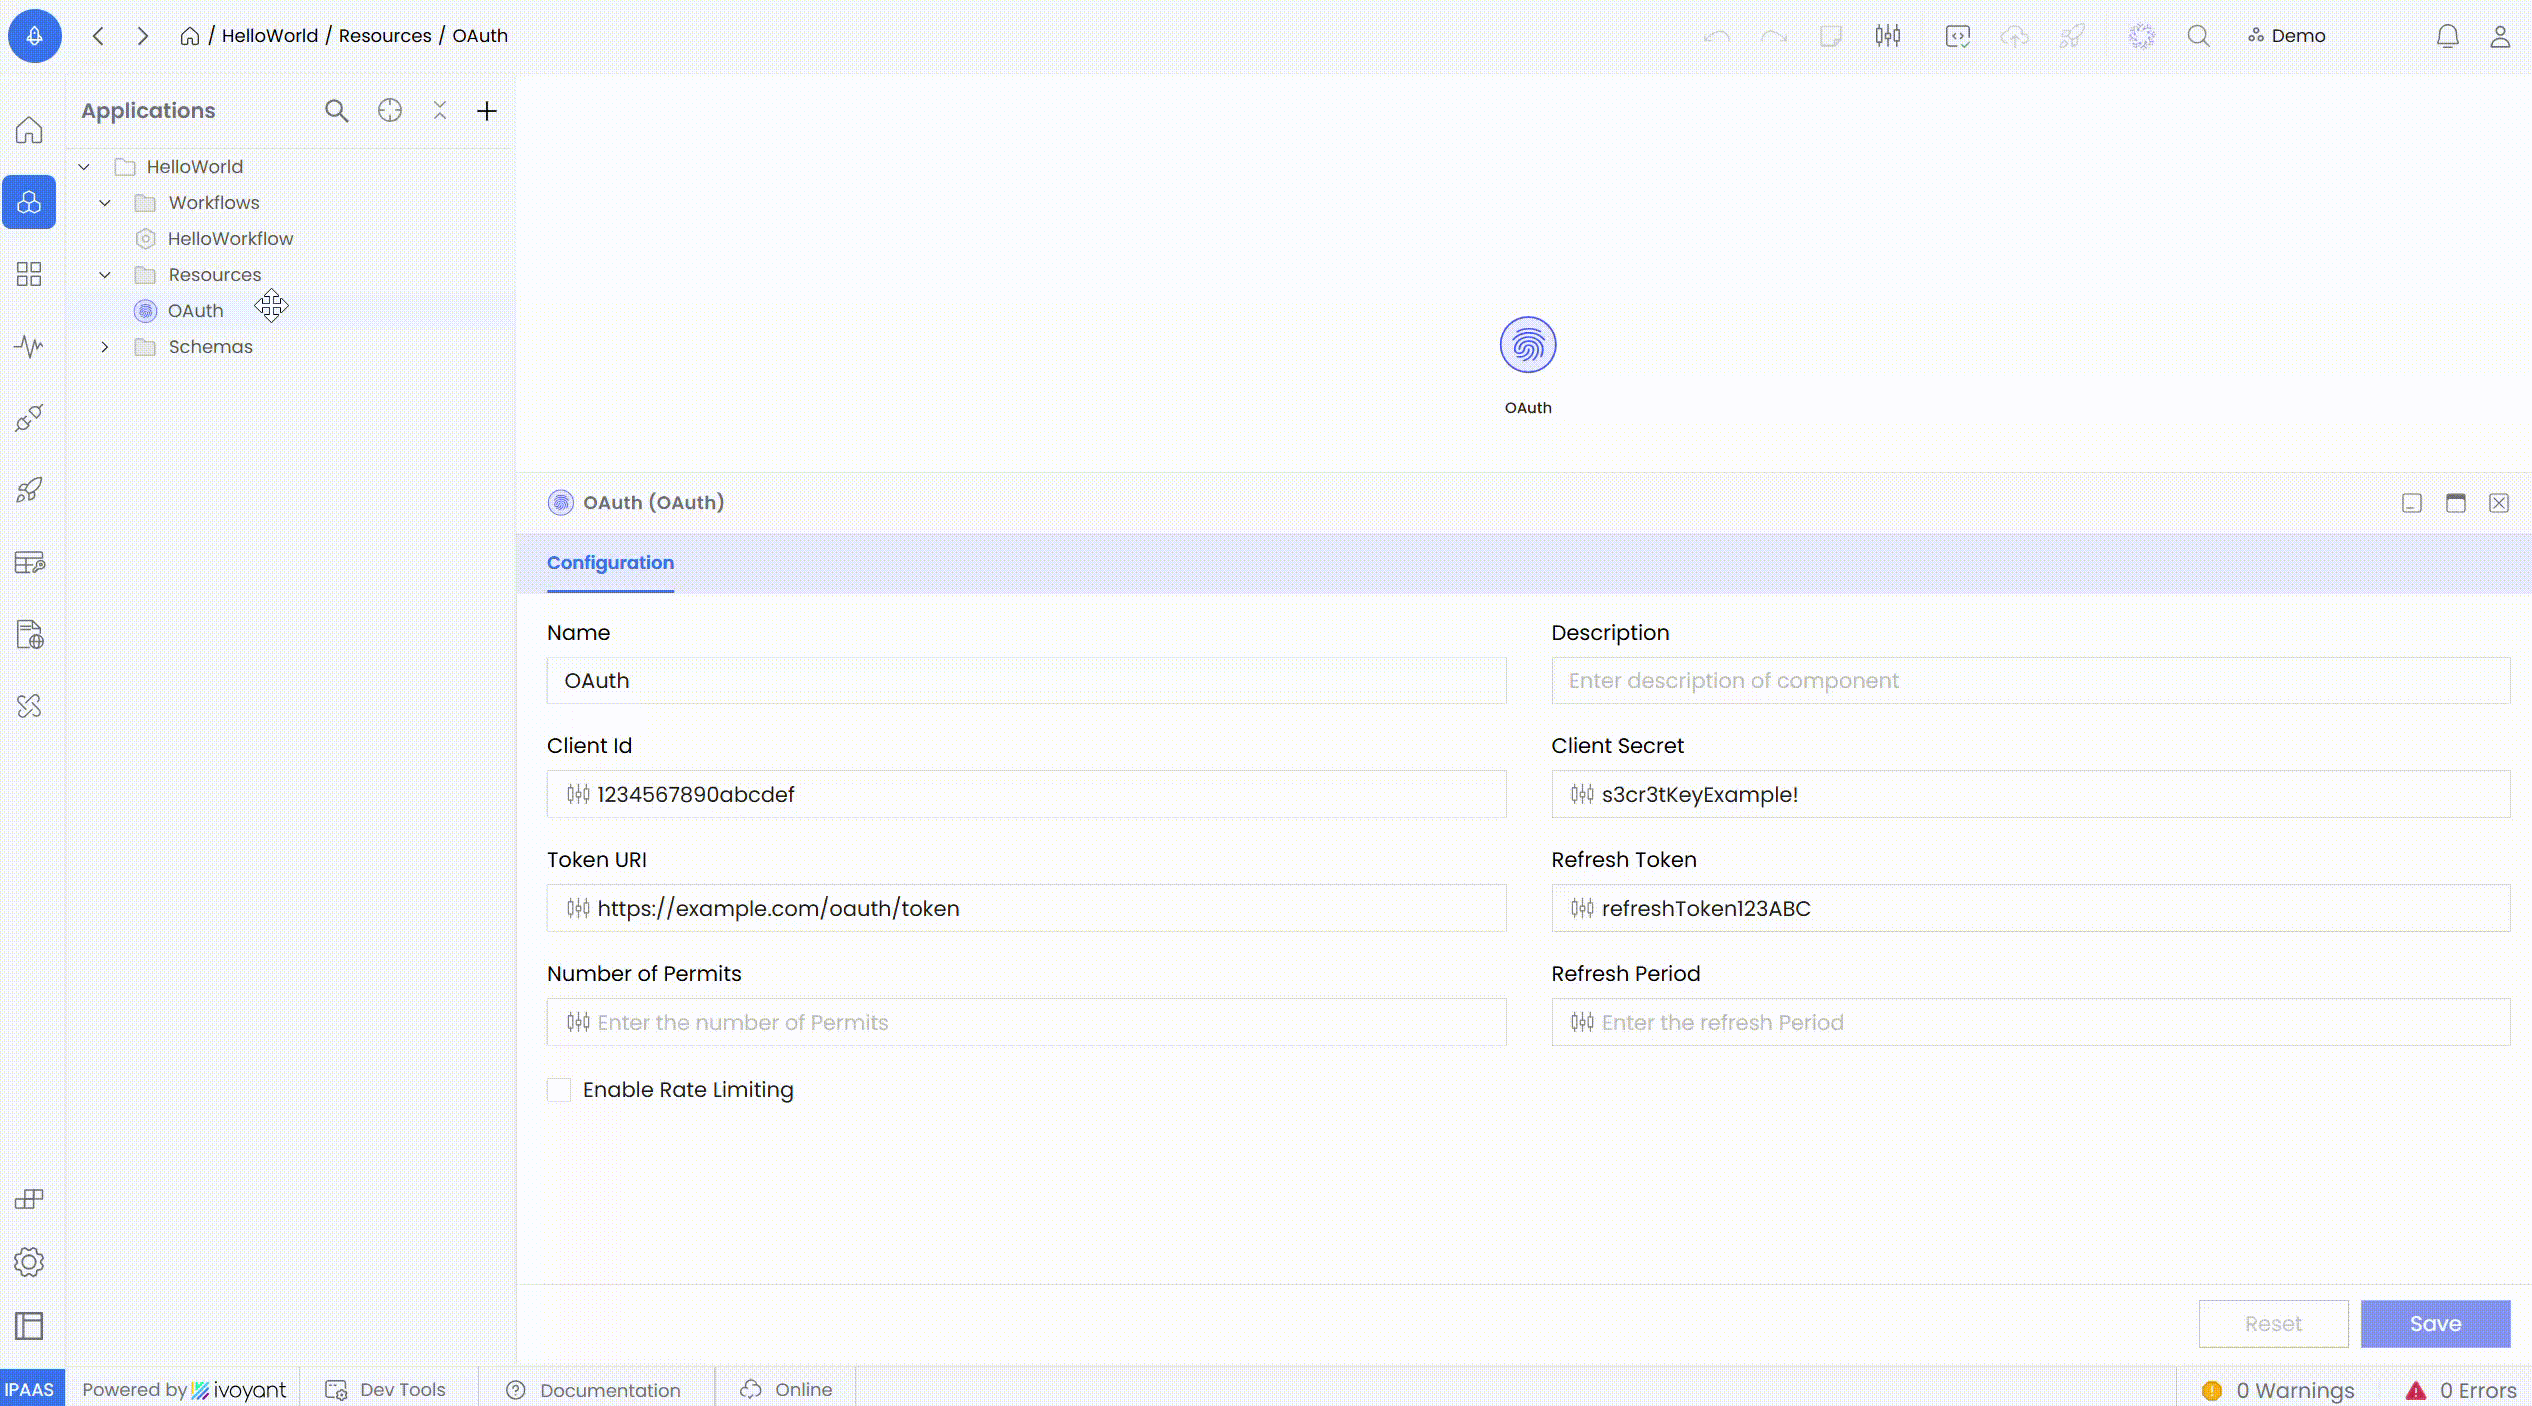 / HelloWorld / Resources / OAuth
Demo
Applications
HelloWorld
Workflows
HelloWorkflow
Resources
OAuth
Schemas
OAuth
OAuth (OAuth)
Configuration
Name
Description
OAuth
Enter description of component
Client Id
Client Secret
1234567890abcdef
s3cr3tKeyExample!
Token URI
Refresh Token
https://example.com/oauth/token
refreshToken123ABC
Number of Permits
Refresh Period
Enter the number of Permits
Enter the refresh Period
Enable Rate Limiting
Reset
Save
IPAAS
Powered by ivoyant
Dev Tools
Documentation
Online
0 Warnings
0 Errors